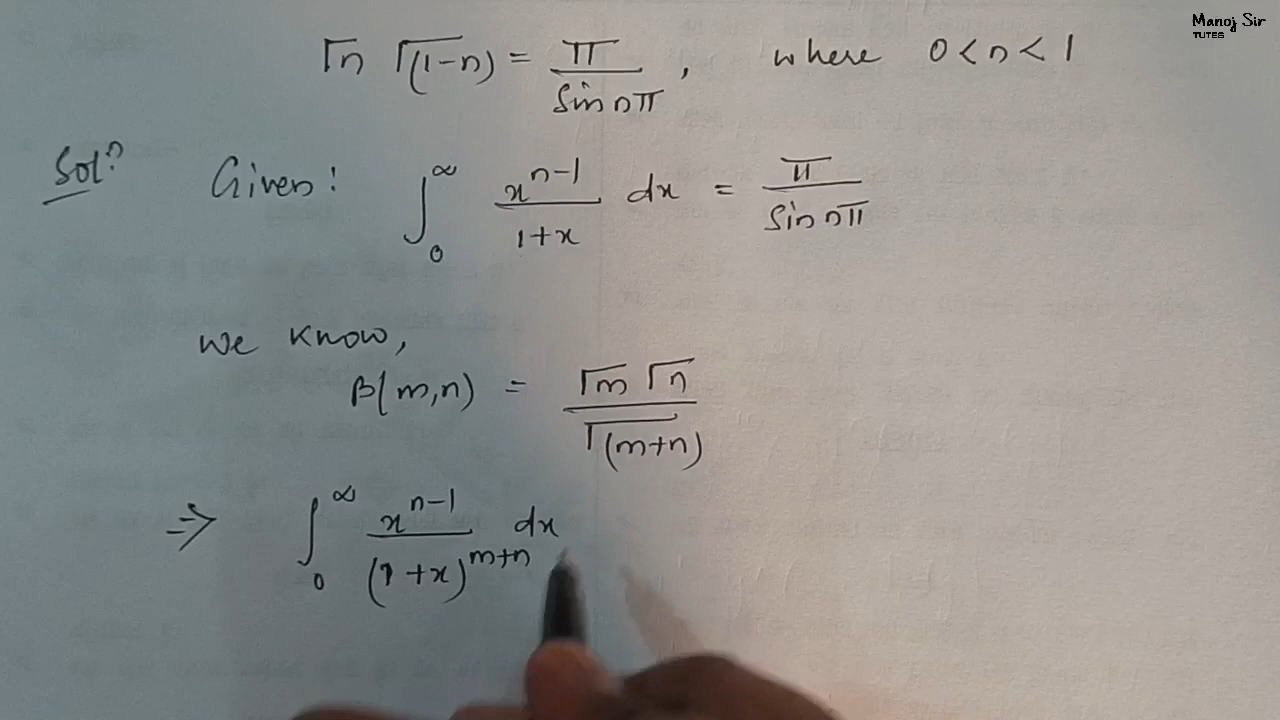 Manoj Sir
TUTES
Γn Γ(1-n) = π/sin nπ, where 0<n<1
Solⁿ Given: ∫₀^∞ x^(n-1)/(1+x) dx = π/sin nπ
We know,
β(m,n) = Γm Γn/Γ(m+n)
⇒ ∫₀^∞ x^(n-1)/(1+x)^(m+n) dx